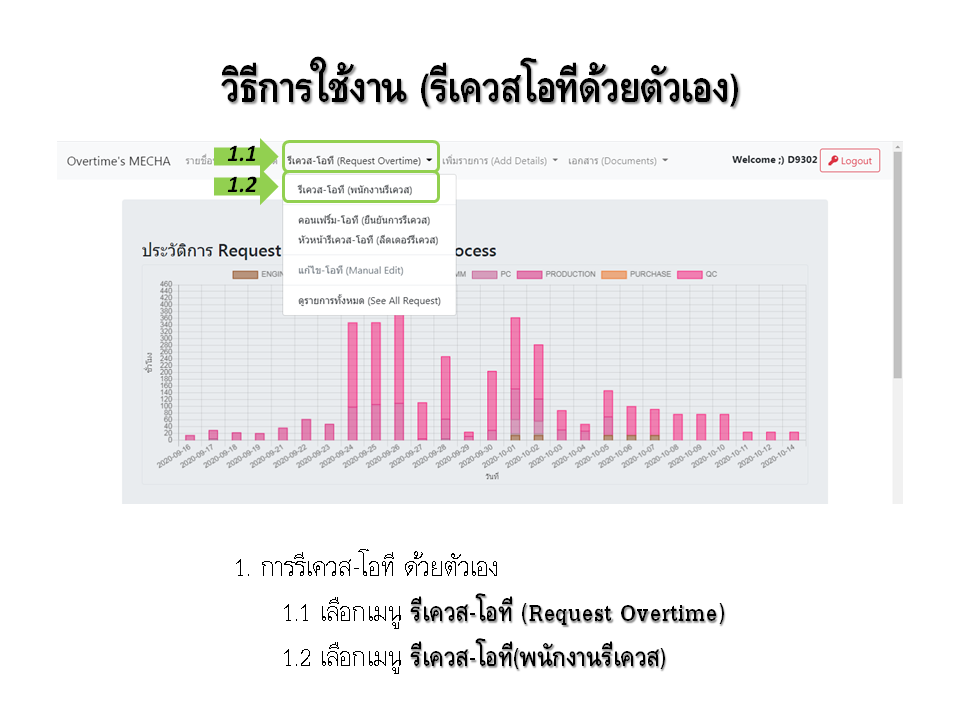 วิธีการใช้งาน (รีเควสโอทีด้วยตัวเอง)
Overtime's MECHA รายชื่อ 1.1 รีเควส-โอที (Request Overtime) เพิ่มรายการ (Add Details) เอกสาร (Documents) Welcome ;) D9302 Logout
1.2 รีเควส-โอที (พนักงานรีเควส)
คอนเฟริ์ม-โอที (ยืนยันการรีเควส)
หัวหน้ารีเควส-โอที (ลีดเดอร์รีเควส)
ประวัติการ Request ocess
แก้ไข-โอที (Manual Edit)
ENGIN MM PC PRODUCTION PURCHASE QC
ดูรายการทั้งหมด (See All Request)
460
440
420
400
380
360
340
320
300
280
260
240
220
200
180
160
140
120
100
80
60
40
20
0
ชั่วโมง
2020-09-16 2020-09-17 2020-09-18 2020-09-19 2020-09-21 2020-09-22 2020-09-23 2020-09-24 2020-09-25 2020-09-26 2020-09-27 2020-09-28 2020-09-29 2020-09-30 2020-10-01 2020-10-02 2020-10-03 2020-10-04 2020-10-05 2020-10-06 2020-10-07 2020-10-08 2020-10-09 2020-10-10 2020-10-11 2020-10-12 2020-10-14
วันที่
1. การรีเควส-โอที ด้วยตัวเอง
1.1 เลือกเมนู รีเควส-โอที (Request Overtime)
1.2 เลือกเมนู รีเควส-โอที(พนักงานรีเควส)